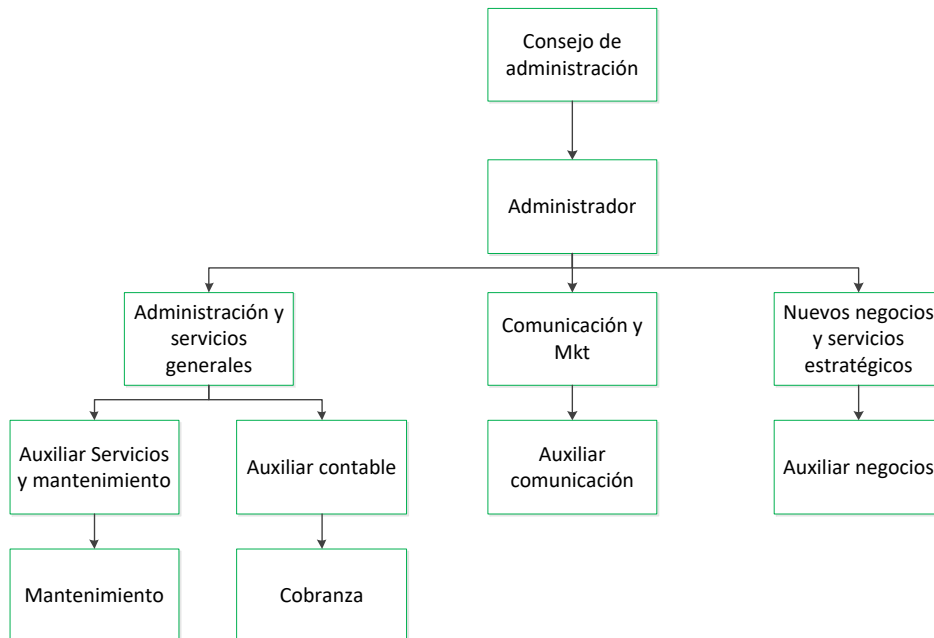 Consejo de
administración
Administrador
Administración y
servicios
generales
Comunicación y
Mkt
Nuevos negocios
y servicios
estratégicos
Auxiliar Servicios
y mantenimiento
Auxiliar contable
Auxiliar
comunicación
Auxiliar negocios
Mantenimiento
Cobranza